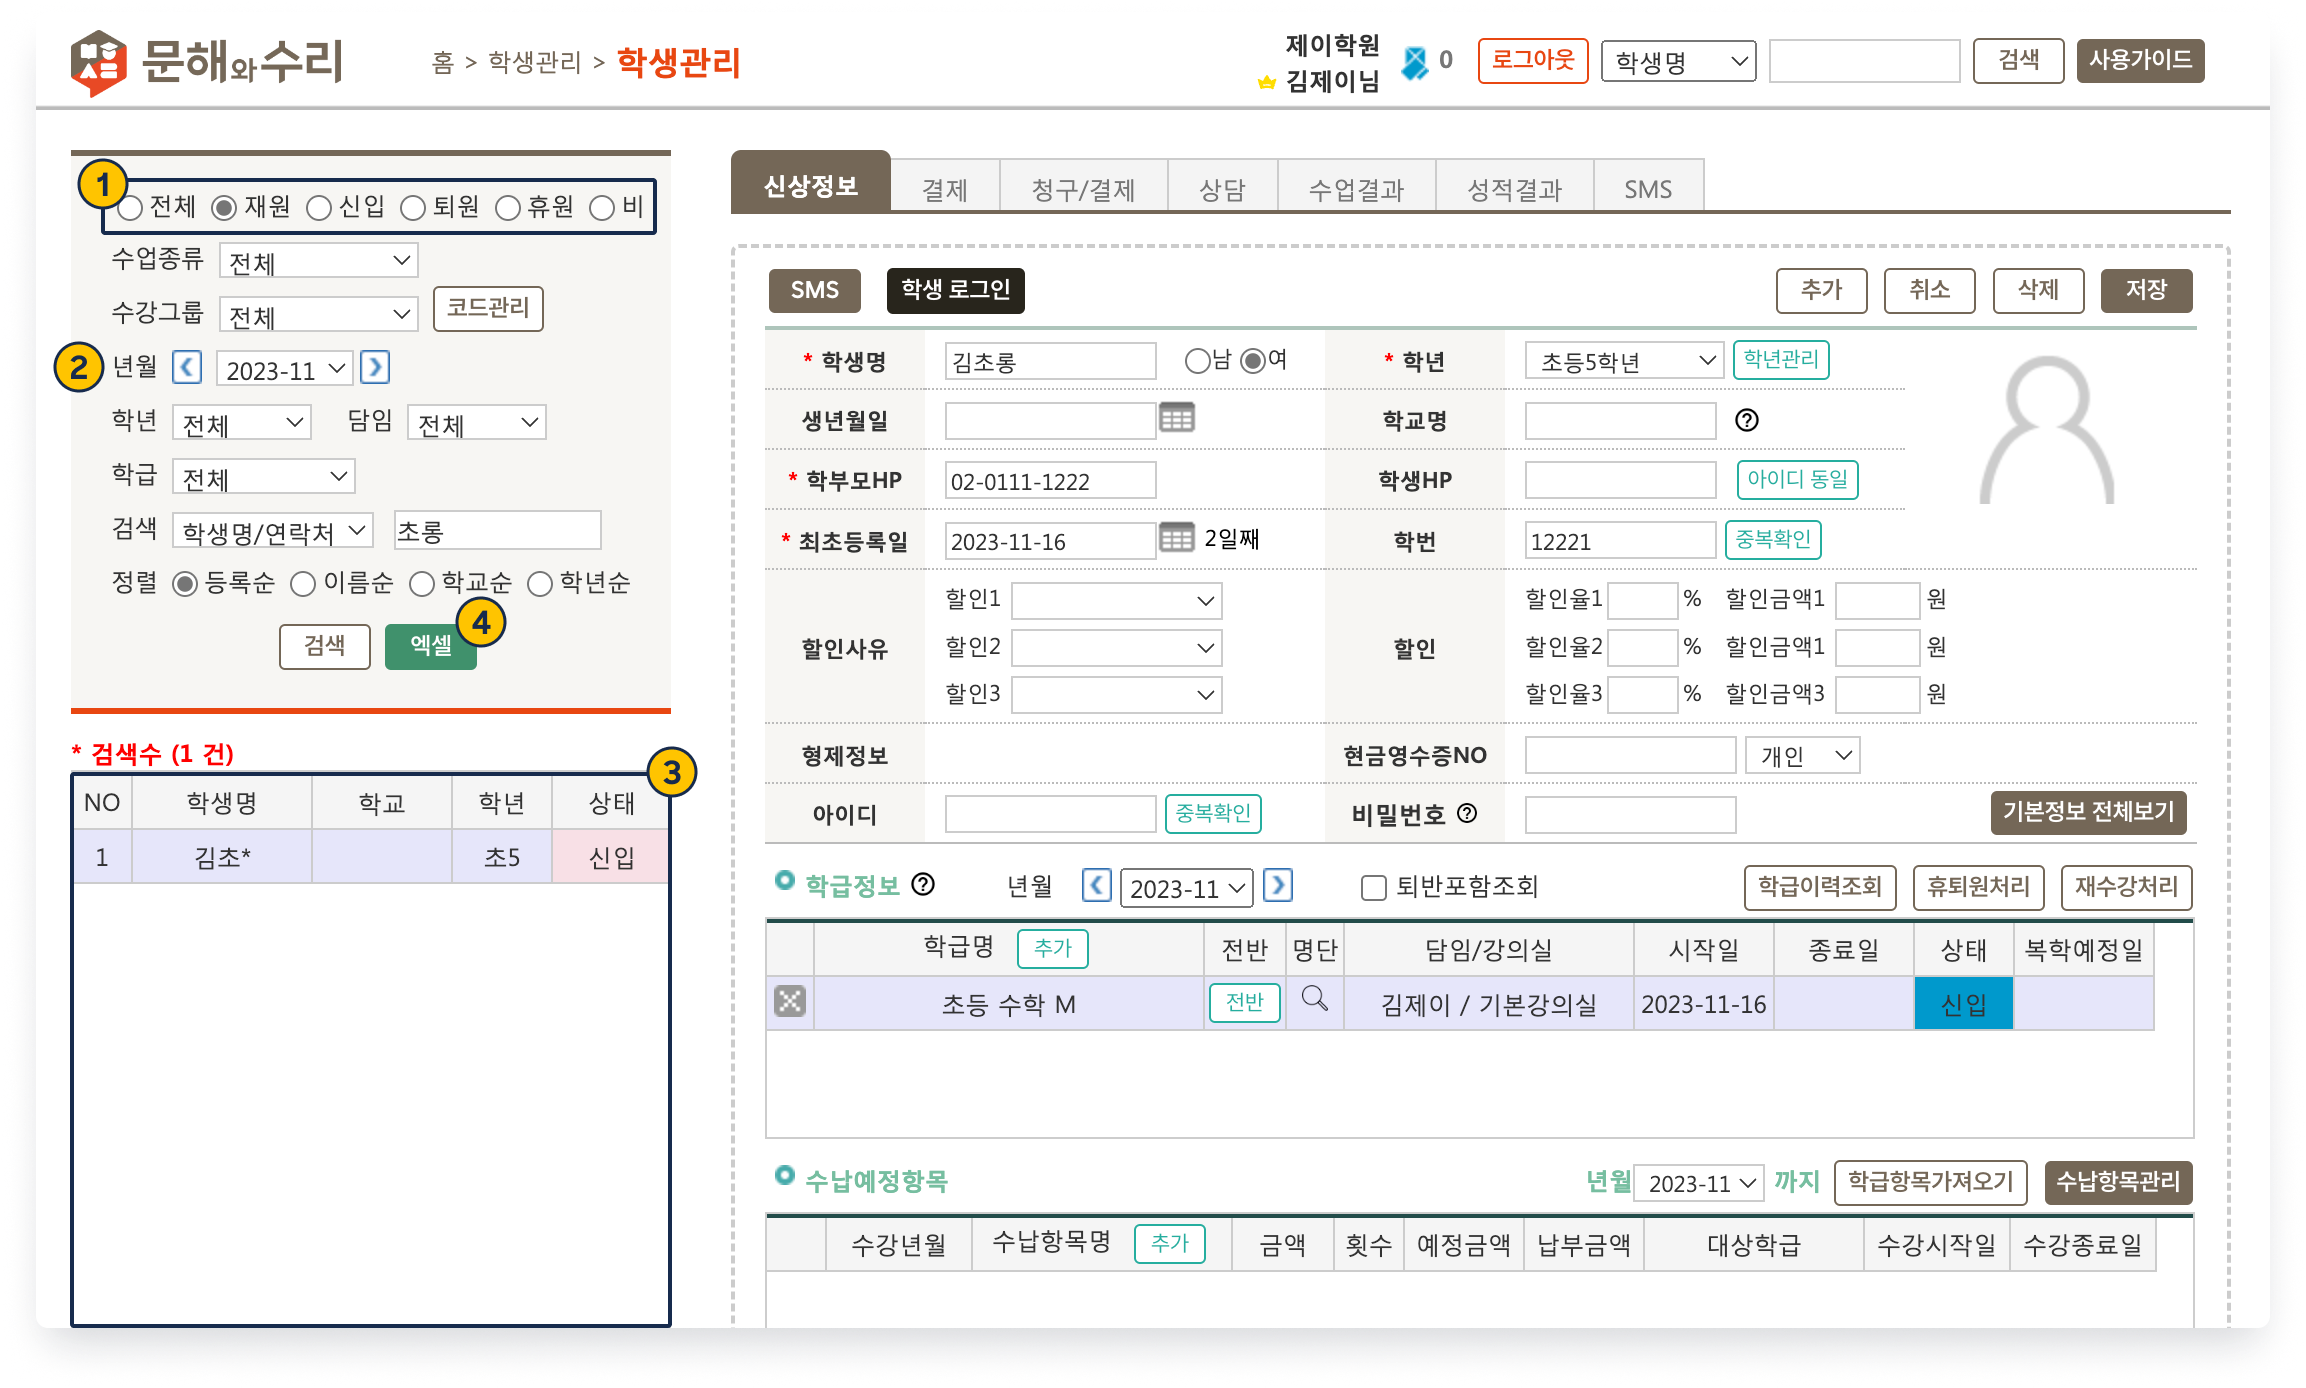 문해와수리
홈 > 학생관리 > 학생관리
제이학원
김제이님
0
로그아웃
학생명
검색
사용가이드
1
전체 재원 신입 퇴원 휴원 비
수업종류 전체
수강그룹 전체 코드관리
2
년월 2023-11
학년 전체 담임 전체
학급 전체
검색 학생명/연락처 초롱
정렬 등록순 이름순 학교순 학년순
4
검색 엑셀
* 검색수 (1 건)
3
NO 학생명 학교 학년 상태
1 김초* 초5 신입
신상정보 결제 청구/결제 상담 수업결과 성적결과 SMS
SMS 학생 로그인 추가 취소 삭제 저장
* 학생명 김초롱 남 여 * 학년 초등5학년 학년관리
생년월일 학교명 ?
* 학부모HP 02-0111-1222 학생HP 아이디 동일
* 최초등록일 2023-11-16 2일째 학번 12221 중복확인
할인사유 할인
할인1 할인율1 % 할인금액1 원
할인2 할인율2 % 할인금액1 원
할인3 할인율3 % 할인금액3 원
형제정보 현금영수증NO 개인
아이디 중복확인 비밀번호 ? 기본정보 전체보기
학급정보 ? 년월 2023-11 퇴반포함조회 학급이력조회 휴퇴원처리 재수강처리
학급명 추가 전반 명단 담임/강의실 시작일 종료일 상태 복학예정일
초등 수학 M 전반 김제이 / 기본강의실 2023-11-16 신입
수납예정항목 년월 2023-11 까지 학급항목가져오기 수납항목관리
수강년월 수납항목명 추가 금액 횟수 예정금액 납부금액 대상학급 수강시작일 수강종료일